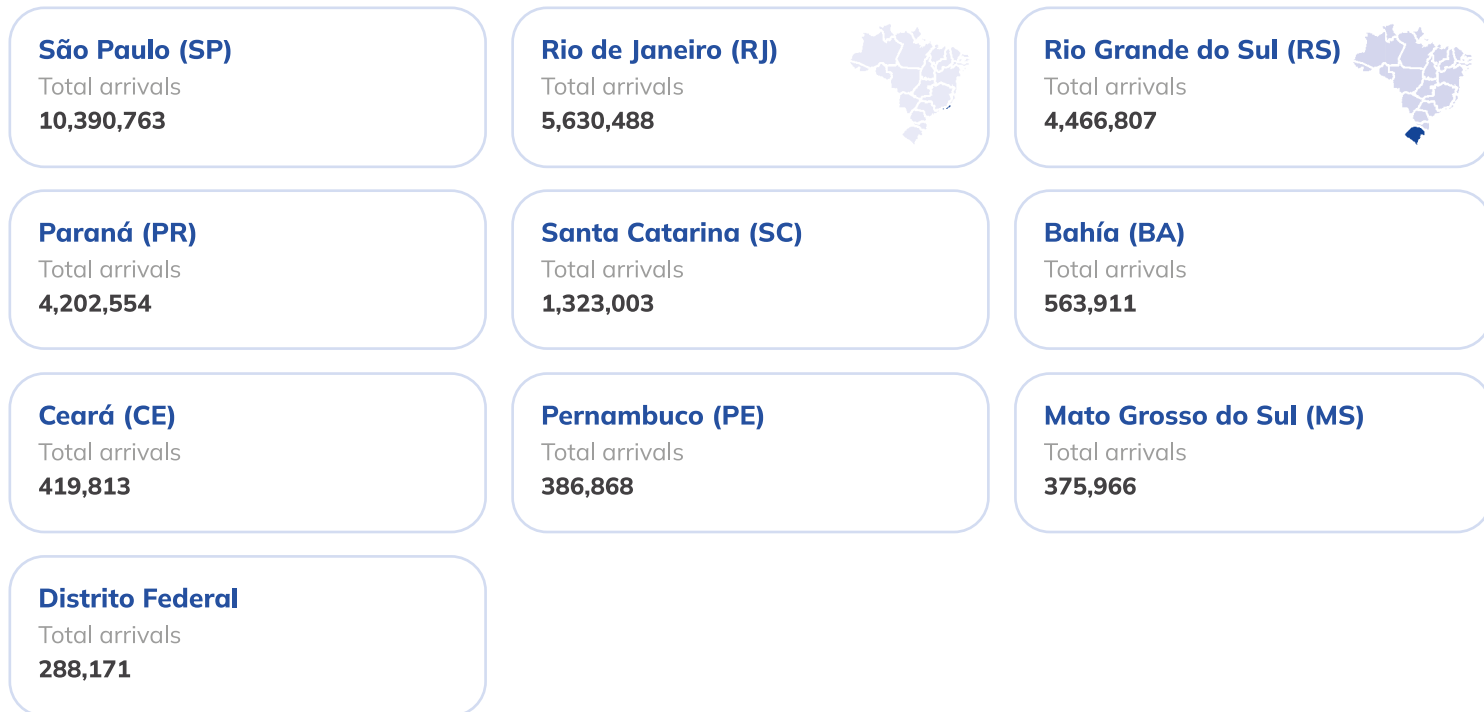 São Paulo (SP)
Total arrivals
10,390,763
Rio de Janeiro (RJ)
Total arrivals
5,630,488
Rio Grande do Sul (RS)
Total arrivals
4,466,807
Paraná (PR)
Total arrivals
4,202,554
Santa Catarina (SC)
Total arrivals
1,323,003
Bahía (BA)
Total arrivals
563,911
Ceará (CE)
Total arrivals
419,813
Pernambuco (PE)
Total arrivals
386,868
Mato Grosso do Sul (MS)
Total arrivals
375,966
Distrito Federal
Total arrivals
288,171